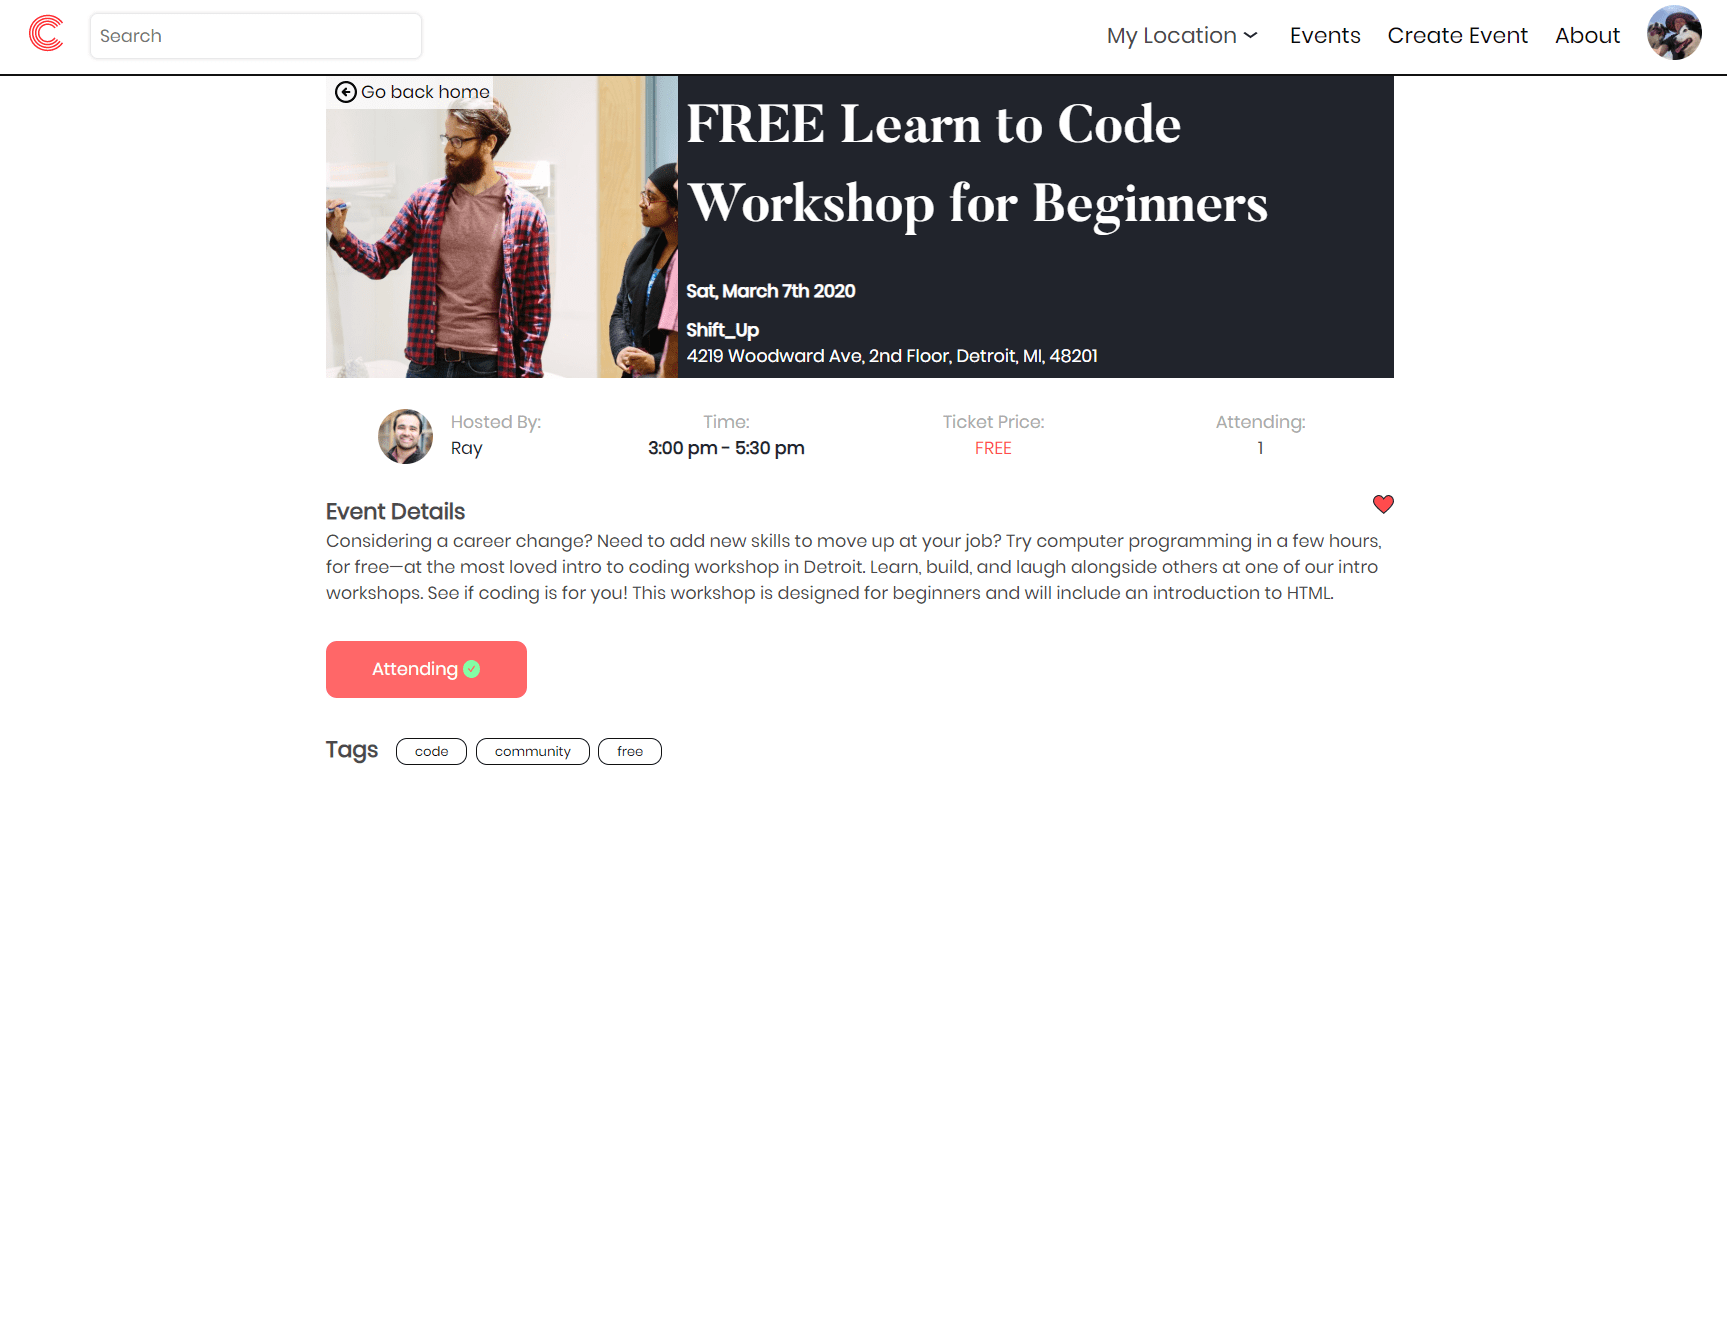 Search
My Location
Events
Create Event
About
Go back home
FREE Learn to Code
Workshop for Beginners
Sat, March 7th 2020
Shift_Up
4219 Woodward Ave, 2nd Floor, Detroit, MI, 48201
Hosted By:
Ray
Time:
3:00 pm - 5:30 pm
Ticket Price:
FREE
Attending:
1
Event Details
Considering a career change? Need to add new skills to move up at your job? Try computer programming in a few hours,
for free—at the most loved intro to coding workshop in Detroit. Learn, build, and laugh alongside others at one of our intro
workshops. See if coding is for you! This workshop is designed for beginners and will include an introduction to HTML.
Attending
Tags
code
community
free